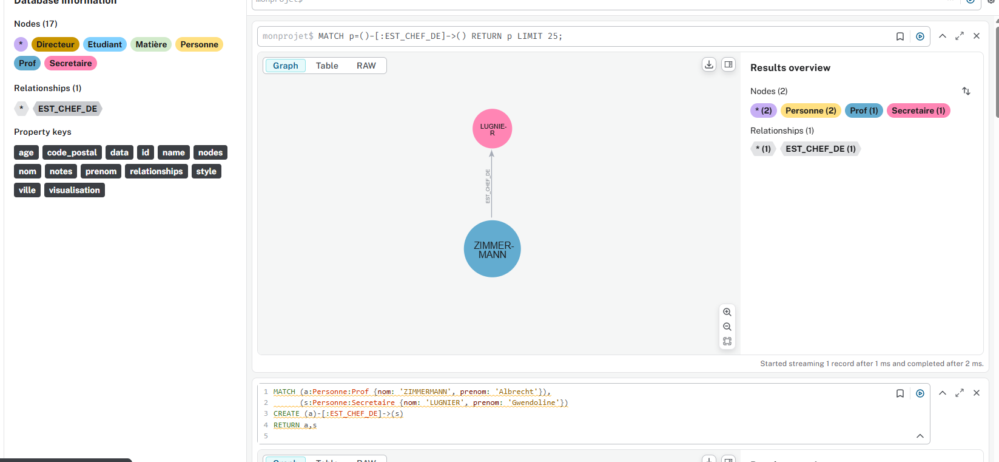 Database information
Nodes (17)
* Directeur Etudiant Matière Personne
Prof Secretaire
Relationships (1)
* EST_CHEF_DE
Property keys
age code_postal data id name nodes
nom notes prenom relationships style
ville visualisation
monprojet$
monprojet$ MATCH p=()-[:EST_CHEF_DE]->() RETURN p LIMIT 25;
Graph Table RAW
LUGNIE-
R
EST_CHEF_DE
ZIMMER-
MANN
Results overview
Nodes (2)
* (2) Personne (2) Prof (1) Secretaire (1)
Relationships (1)
* (1) EST_CHEF_DE (1)
Started streaming 1 record after 1 ms and completed after 2 ms.
1 MATCH (a:Personne:Prof {nom: 'ZIMMERMANN', prenom: 'Albrecht'}),
2 (s:Personne:Secretaire {nom: 'LUGNIER', prenom: 'Gwendoline'})
3 CREATE (a)-[:EST_CHEF_DE]->(s)
4 RETURN a,s
5
Graph Table RAW